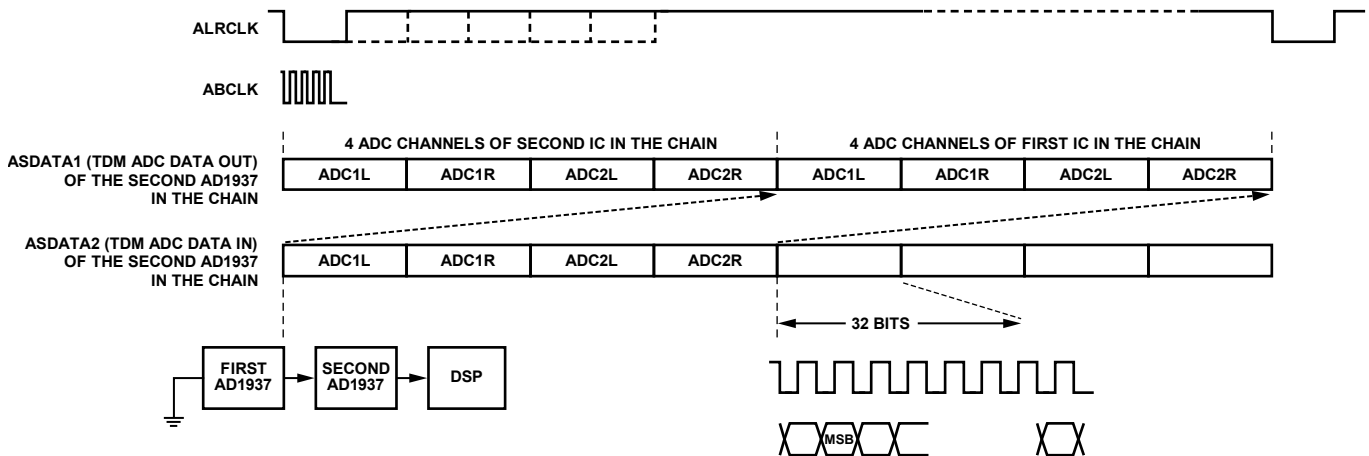 ALRCLK
ABCLK
4 ADC CHANNELS OF SECOND IC IN THE CHAIN
4 ADC CHANNELS OF FIRST IC IN THE CHAIN
ASDATA1 (TDM ADC DATA OUT)
OF THE SECOND AD1937
IN THE CHAIN
ADC1L
ADC1R
ADC2L
ADC2R
ADC1L
ADC1R
ADC2L
ADC2R
ASDATA2 (TDM ADC DATA IN)
OF THE SECOND AD1937
IN THE CHAIN
ADC1L
ADC1R
ADC2L
ADC2R
32 BITS
FIRST
AD1937
SECOND
AD1937
DSP
MSB